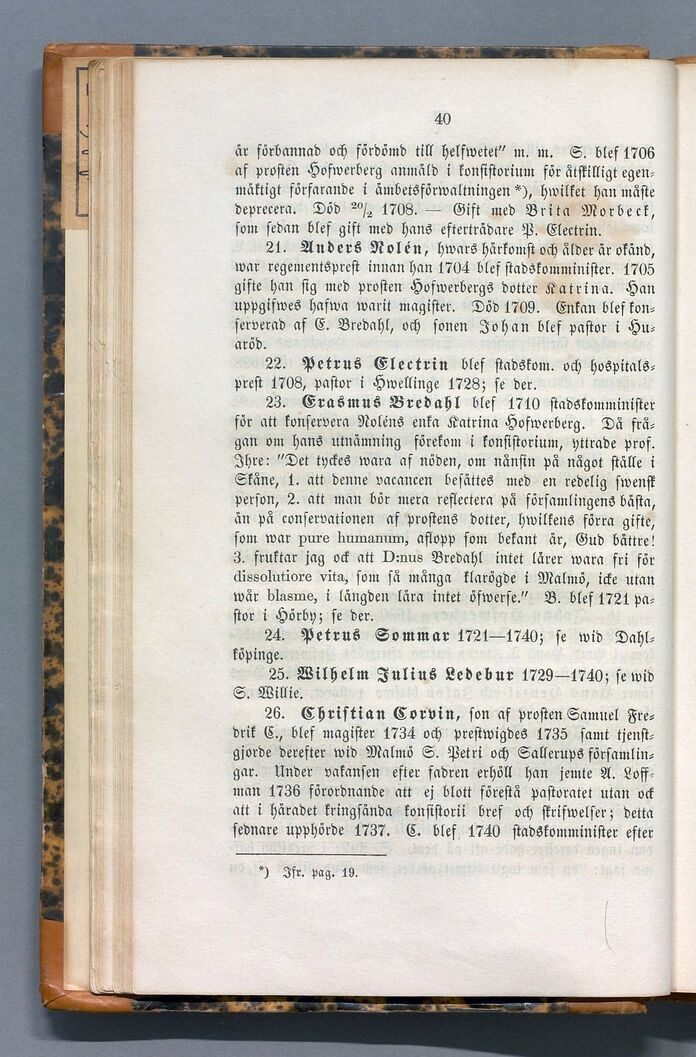 40
är förbannad och fördömd till helfwetet" m. m. S. blef 1706
af prosten Hofwerberg anmäld i konsistorium för åtskilligt egen-
mäktigt förfarande i ämbetsförwaltningen *), hwilket han måste
deprecera. Död 20/2 1708. — Gift med Brita Morbeck,
som sedan blef gift med hans efterträdare P. Electrin.
21. Anders Nolén, hwars härkomst och ålder är okänd,
war regementsprest innan han 1704 blef stadskomminister. 1705
gifte han sig med prosten Hofwerbergs dotter Katrina. Han
uppgifwes hafwa warit magister. Död 1709. Enkan blef kon-
serverad af E. Bredahl, och sonen Johan blef pastor i Hu-
aröd.
22. Petrus Electrin blef stadskom. och hospitals-
prest 1708, pastor i Hwellinge 1728; se der.
23. Erasmus Bredahl blef 1710 stadskomminister
för att konservera Noléns enka Katrina Hofwerberg. Då frå-
gan om hans utnämning förekom i konsistorium, yttrade prof.
Ihre: "Det tyckes wara af nöden, om nånsin på något ställe i
Skåne, 1. att denne vacancen besättes med en redelig swensk
person, 2. att man bör mera reflectera på församlingens bästa,
än på conservationen af prostens dotter, hwilkens förra gifte,
som war pure humanum, aflopp som bekant är, Gud bättre!
3. fruktar jag ock att D:nus Bredahl intet lärer wara fri för
dissolutiore vita, som så många klarögde i Malmö, icke utan
wår blasme, i längden lära intet öfwerse." B. blef 1721 pa-
stor i Hörby; se der.
24. Petrus Sommar 1721—1740; se wid Dahl-
köpinge.
25. Wilhelm Julius Ledebur 1729—1740; se wid
S. Willie.
26. Christian Corvin, son af prosten Samuel Fre-
drik C., blef magister 1734 och prestwigdes 1735 samt tjenst-
gjorde derefter wid Malmö S. Petri och Sallerups församlin-
gar. Under vakansen efter fadren erhöll han jemte A. Loff-
man 1736 förordnande att ej blott förestå pastoratet utan ock
att i häradet kringsända konsistorii bref och skrifwelser; detta
sednare upphörde 1737. C. blef 1740 stadskomminister efter
*) Jfr. pag. 19.